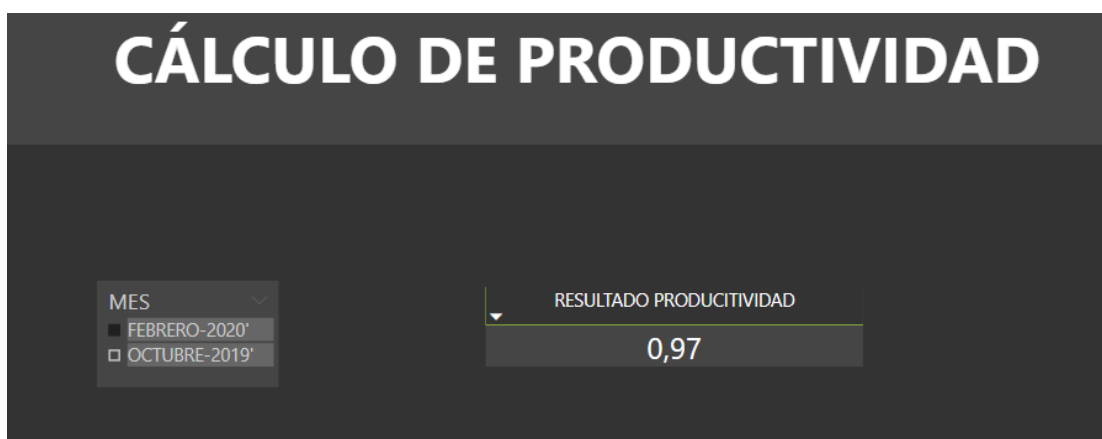 CÁLCULO DE PRODUCTIVIDAD
MES
FEBRERO-2020'
OCTUBRE-2019'
RESULTADO PRODUCITIVIDAD
0,97